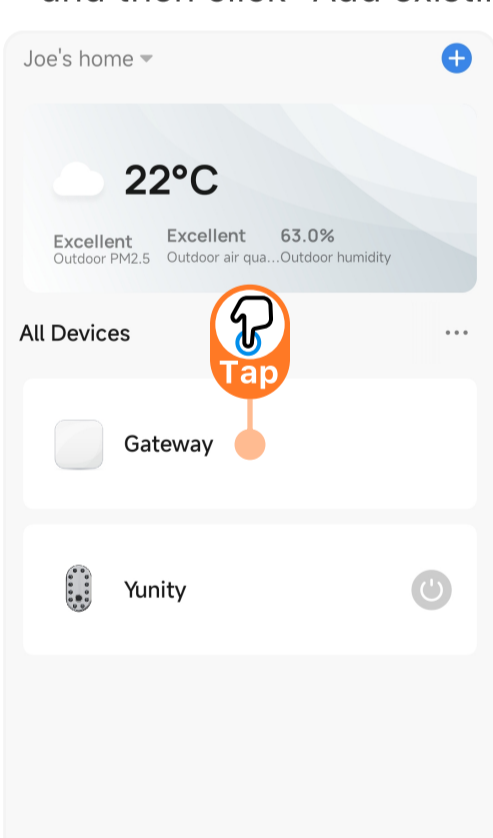 Joe's home
22°C
Excellent Excellent 63.0%
Outdoor PM2.5 Outdoor air qua...Outdoor humidity
All Devices
Tap
Gateway
Yunity